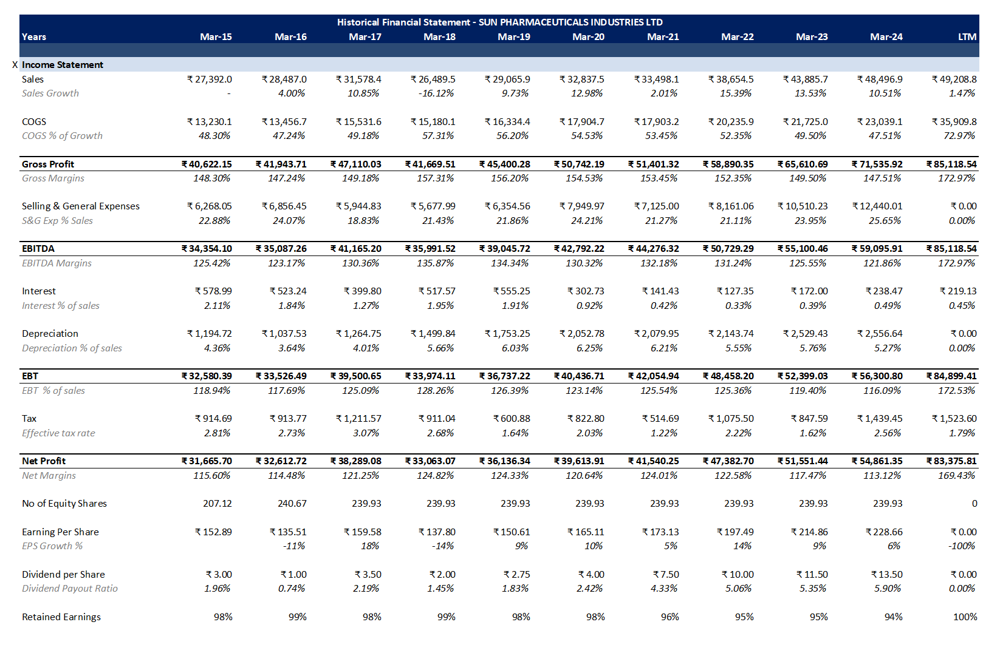 Historical Financial Statement - SUN PHARMACEUTICALS INDUSTRIES LTD
Years Mar-15 Mar-16 Mar-17 Mar-18 Mar-19 Mar-20 Mar-21 Mar-22 Mar-23 Mar-24 LTM
X Income Statement
Sales ₹ 27,392.0 ₹ 28,487.0 ₹ 31,578.4 ₹ 26,489.5 ₹ 29,065.9 ₹ 32,837.5 ₹ 33,498.1 ₹ 38,654.5 ₹ 43,885.7 ₹ 48,496.9 ₹ 49,208.8
Sales Growth - 4.00% 10.85% -16.12% 9.73% 12.98% 2.01% 15.39% 13.53% 10.51% 1.47%
COGS ₹ 13,230.1 ₹ 13,456.7 ₹ 15,531.6 ₹ 15,180.1 ₹ 16,334.4 ₹ 17,904.7 ₹ 17,903.2 ₹ 20,235.9 ₹ 21,725.0 ₹ 23,039.1 ₹ 35,909.8
COGS % of Growth 48.30% 47.24% 49.18% 57.31% 56.20% 54.53% 53.45% 52.35% 49.50% 47.51% 72.97%
Gross Profit ₹ 40,622.15 ₹ 41,943.71 ₹ 47,110.03 ₹ 41,669.51 ₹ 45,400.28 ₹ 50,742.19 ₹ 51,401.32 ₹ 58,890.35 ₹ 65,610.69 ₹ 71,535.92 ₹ 85,118.54
Gross Margins 148.30% 147.24% 149.18% 157.31% 156.20% 154.53% 153.45% 152.35% 149.50% 147.51% 172.97%
Selling & General Expenses ₹ 6,268.05 ₹ 6,856.45 ₹ 5,944.83 ₹ 5,677.99 ₹ 6,354.56 ₹ 7,949.97 ₹ 7,125.00 ₹ 8,161.06 ₹ 10,510.23 ₹ 12,440.01 ₹ 0.00
S&G Exp % Sales 22.88% 24.07% 18.83% 21.43% 21.86% 24.21% 21.27% 21.11% 23.95% 25.65% 0.00%
EBITDA ₹ 34,354.10 ₹ 35,087.26 ₹ 41,165.20 ₹ 35,991.52 ₹ 39,045.72 ₹ 42,792.22 ₹ 44,276.32 ₹ 50,729.29 ₹ 55,100.46 ₹ 59,095.91 ₹ 85,118.54
EBITDA Margins 125.42% 123.17% 130.36% 135.87% 134.34% 130.32% 132.18% 131.24% 125.55% 121.86% 172.97%
Interest ₹ 578.99 ₹ 523.24 ₹ 399.80 ₹ 517.57 ₹ 555.25 ₹ 302.73 ₹ 141.43 ₹ 127.35 ₹ 172.00 ₹ 238.47 ₹ 219.13
Interest % of sales 2.11% 1.84% 1.27% 1.95% 1.91% 0.92% 0.42% 0.33% 0.39% 0.49% 0.45%
Depreciation ₹ 1,194.72 ₹ 1,037.53 ₹ 1,264.75 ₹ 1,499.84 ₹ 1,753.25 ₹ 2,052.78 ₹ 2,079.95 ₹ 2,143.74 ₹ 2,529.43 ₹ 2,556.64 ₹ 0.00
Depreciation % of sales 4.36% 3.64% 4.01% 5.66% 6.03% 6.25% 6.21% 5.55% 5.76% 5.27% 0.00%
EBT ₹ 32,580.39 ₹ 33,526.49 ₹ 39,500.65 ₹ 33,974.11 ₹ 36,737.22 ₹ 40,436.71 ₹ 42,054.94 ₹ 48,458.20 ₹ 52,399.03 ₹ 56,300.80 ₹ 84,899.41
EBT % of sales 118.94% 117.69% 125.09% 128.26% 126.39% 123.14% 125.54% 125.36% 119.40% 116.09% 172.53%
Tax ₹ 914.69 ₹ 913.77 ₹ 1,211.57 ₹ 911.04 ₹ 600.88 ₹ 822.80 ₹ 514.69 ₹ 1,075.50 ₹ 847.59 ₹ 1,439.45 ₹ 1,523.60
Effective tax rate 2.81% 2.73% 3.07% 2.68% 1.64% 2.03% 1.22% 2.22% 1.62% 2.56% 1.79%
Net Profit ₹ 31,665.70 ₹ 32,612.72 ₹ 38,289.08 ₹ 33,063.07 ₹ 36,136.34 ₹ 39,613.91 ₹ 41,540.25 ₹ 47,382.70 ₹ 51,551.44 ₹ 54,861.35 ₹ 83,375.81
Net Margins 115.60% 114.48% 121.25% 124.82% 124.33% 120.64% 124.01% 122.58% 117.47% 113.12% 169.43%
No of Equity Shares 207.12 240.67 239.93 239.93 239.93 239.93 239.93 239.93 239.93 239.93 0
Earning Per Share ₹ 152.89 ₹ 135.51 ₹ 159.58 ₹ 137.80 ₹ 150.61 ₹ 165.11 ₹ 173.13 ₹ 197.49 ₹ 214.86 ₹ 228.66 ₹ 0.00
EPS Growth % -11% 18% -14% 9% 10% 5% 14% 9% 6% -100%
Dividend per Share ₹ 3.00 ₹ 1.00 ₹ 3.50 ₹ 2.00 ₹ 2.75 ₹ 4.00 ₹ 7.50 ₹ 10.00 ₹ 11.50 ₹ 13.50 ₹ 0.00
Dividend Payout Ratio 1.96% 0.74% 2.19% 1.45% 1.83% 2.42% 4.33% 5.06% 5.35% 5.90% 0.00%
Retained Earnings 98% 99% 98% 99% 98% 98% 96% 95% 95% 94% 100%